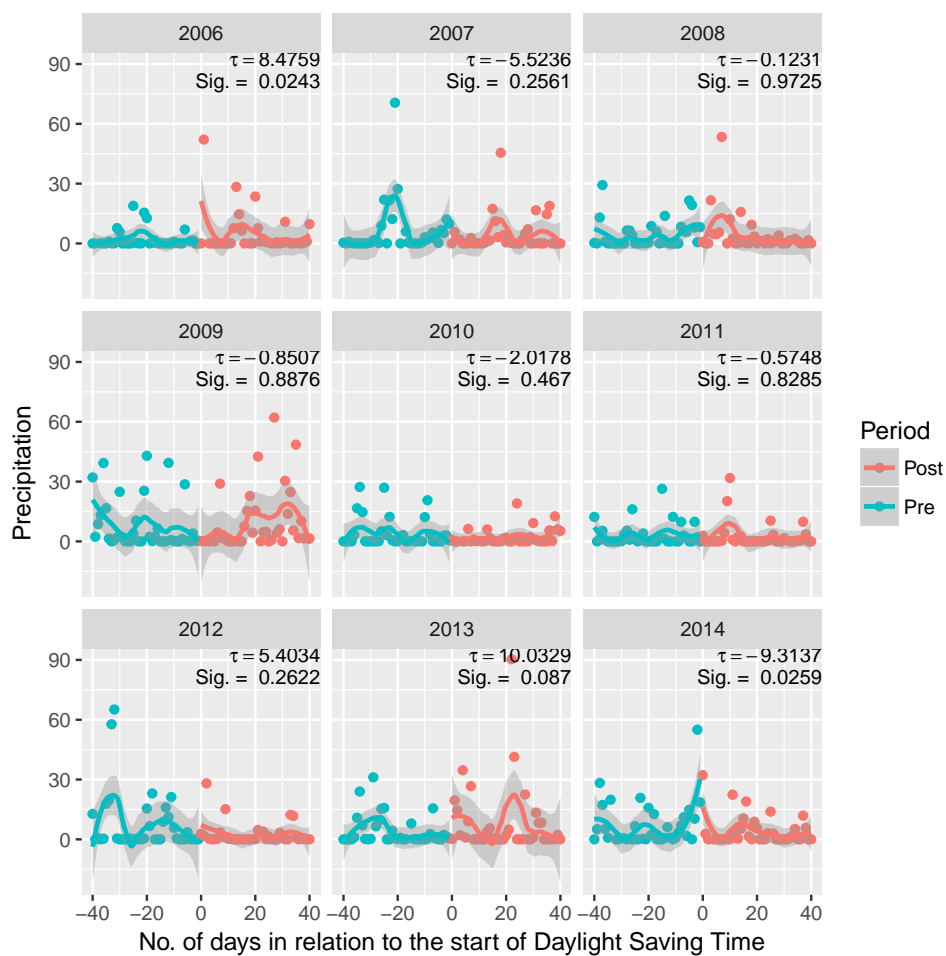 2006 2007 2008
90 τ = 8.4759 τ = −5.5236 τ = −0.1231
Sig. = 0.0243 Sig. = 0.2561 Sig. = 0.9725
60
30
0
2009 2010 2011
90 τ = −0.8507 τ = −2.0178 τ = −0.5748
Sig. = 0.8876 Sig. = 0.467 Sig. = 0.8285
60
30
0
Precipitation
Period
Post
Pre
2012 2013 2014
90 τ = 5.4034 τ = 10.0329 τ = −9.3137
Sig. = 0.2622 Sig. = 0.087 Sig. = 0.0259
60
30
0
−40 −20 0 20 40 −40 −20 0 20 40 −40 −20 0 20 40
No. of days in relation to the start of Daylight Saving Time